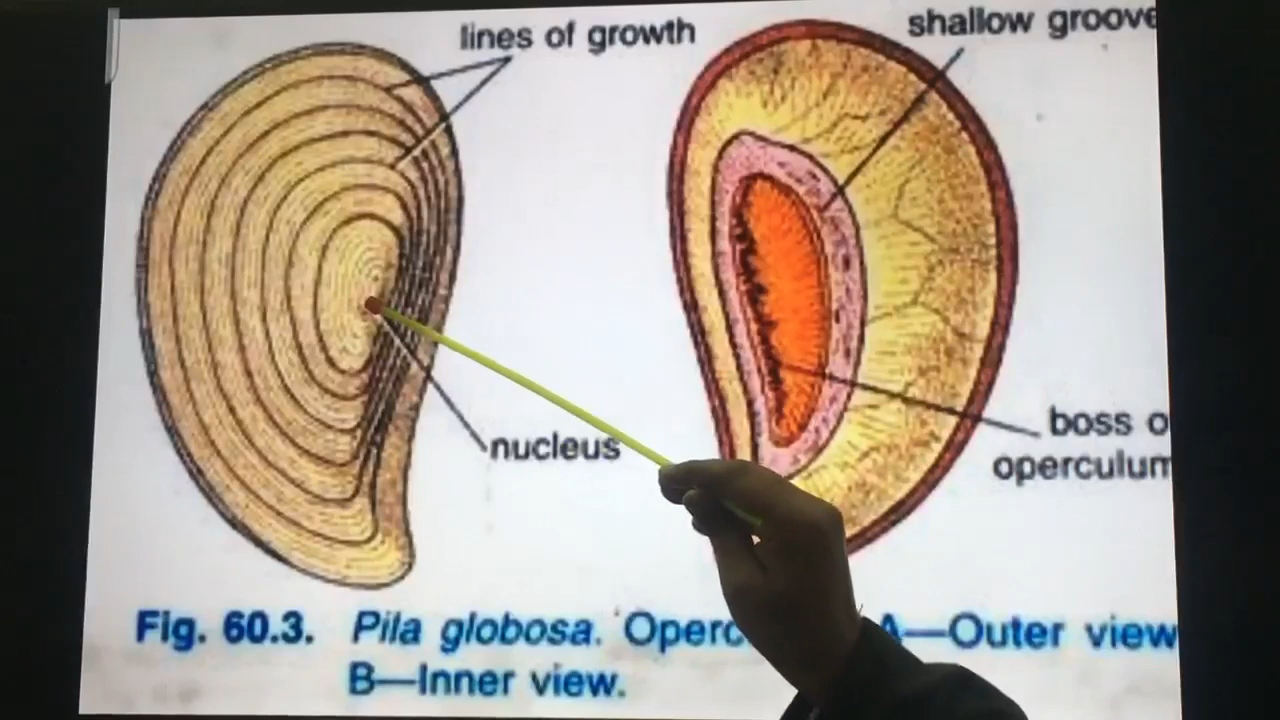 lines of growth
shallow groove
nucleus
boss o
operculum
Fig. 60.3. Pila globosa. Operc A—Outer view
B—Inner view.